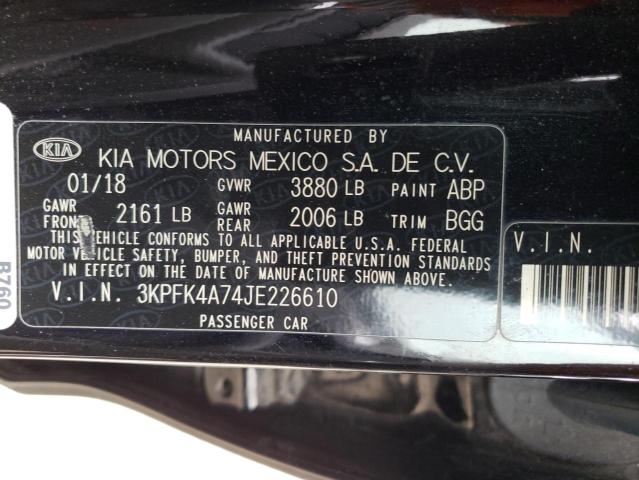 MANUFACTURED BY
KIA KIA MOTORS MEXICO S.A. DE C.V.
01/18 GVWR 3880 LB PAINT ABP
GAWR FRONT 2161 LB GAWR REAR 2006 LB TRIM BGG
THIS VEHICLE CONFORMS TO ALL APPLICABLE U.S.A. FEDERAL
MOTOR VEHICLE SAFETY, BUMPER, AND THEFT PREVENTION STANDARDS
IN EFFECT ON THE DATE OF MANUFACTURE SHOWN ABOVE.
V.I.N. 3KPFK4A74JE226610
PASSENGER CAR
V.I.N.
B760